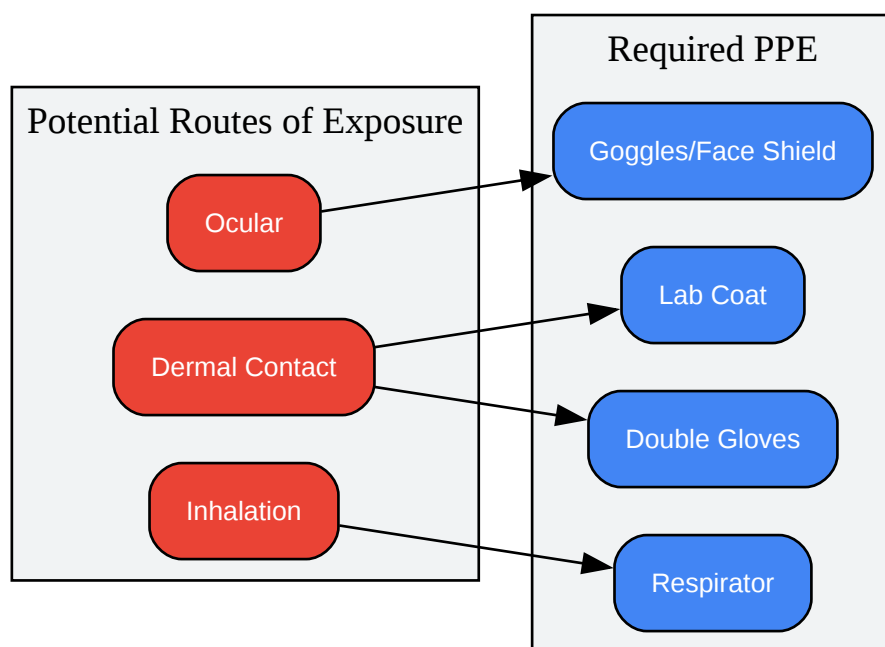 Potential Routes of Exposure
Ocular
Dermal Contact
Inhalation
Required PPE
Goggles/Face Shield
Lab Coat
Double Gloves
Respirator